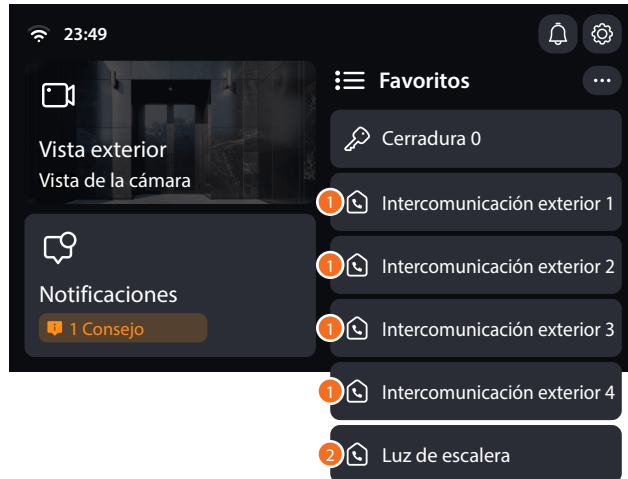 23:49
Vista exterior
Vista de la cámara
Notificaciones
1 Consejo
Favoritos
Cerradura 0
1 Intercomunicación exterior 1
1 Intercomunicación exterior 2
1 Intercomunicación exterior 3
1 Intercomunicación exterior 4
2 Luz de escalera